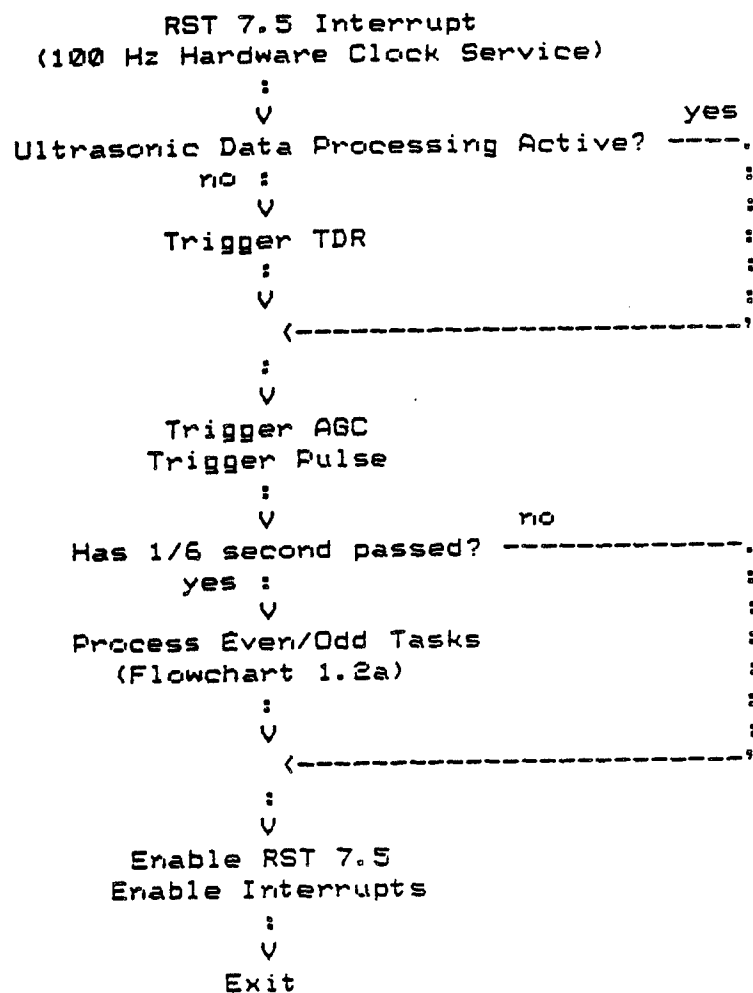 RST 7.5 Interrupt
(100 Hz Hardware Clock Service)
:
V
yes
Ultrasonic Data Processing Active? ----.
no :
:
V
:
Trigger TDR
:
:
:
V
:
<-------------------------'
:
V
Trigger AGC
Trigger Pulse
:
V
no
Has 1/6 second passed? -------------.
yes :
:
V
:
Process Even/Odd Tasks
:
(Flowchart 1.2a)
:
:
:
V
:
<-------------------------'
:
V
Enable RST 7.5
Enable Interrupts
:
V
Exit